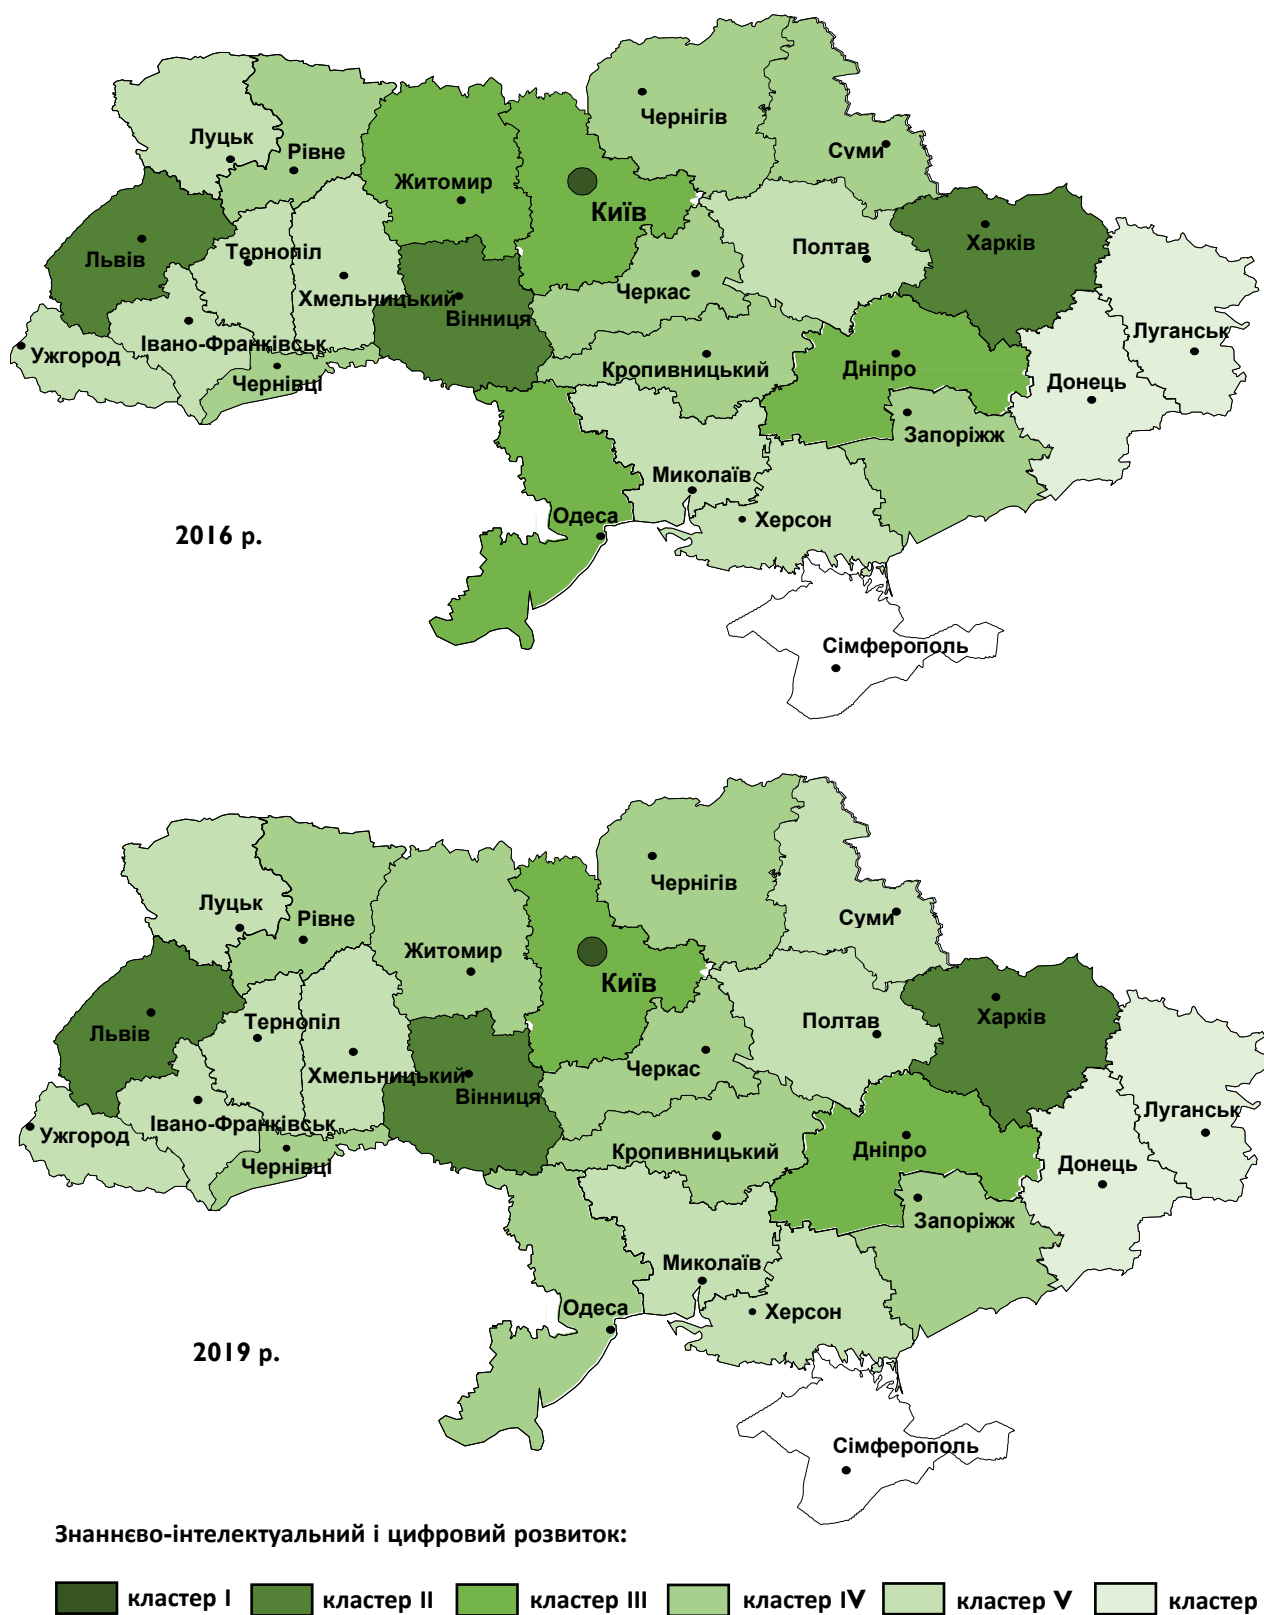 Чернігів
Суми
Луцьк
Рівне
Житомир
Київ
Харків
Полтав
Львів
Тернопіл
Черкас
Хмельницький
Вінниця
Луганськ
Івано-Франківськ
Ужгород
Кропивницький
Дніпро
Донець
Чернівці
Запоріжж
Миколаїв
Одеса
Херсон
2016 р.
Сімферополь
Чернігів
Луцьк
Рівне
Суми
Житомир
Київ
Харків
Полтав
Львів
Тернопіл
Черкас
Хмельницький
Вінниця
Луганськ
Івано-Франківськ
Ужгород
Кропивницький
Дніпро
Чернівці
Донець
Запоріжж
Миколаїв
Одеса
Херсон
2019 р.
Сімферополь
Знаннєво-інтелектуальний і цифровий розвиток:
кластер I кластер II кластер III кластер IV кластер V кластер